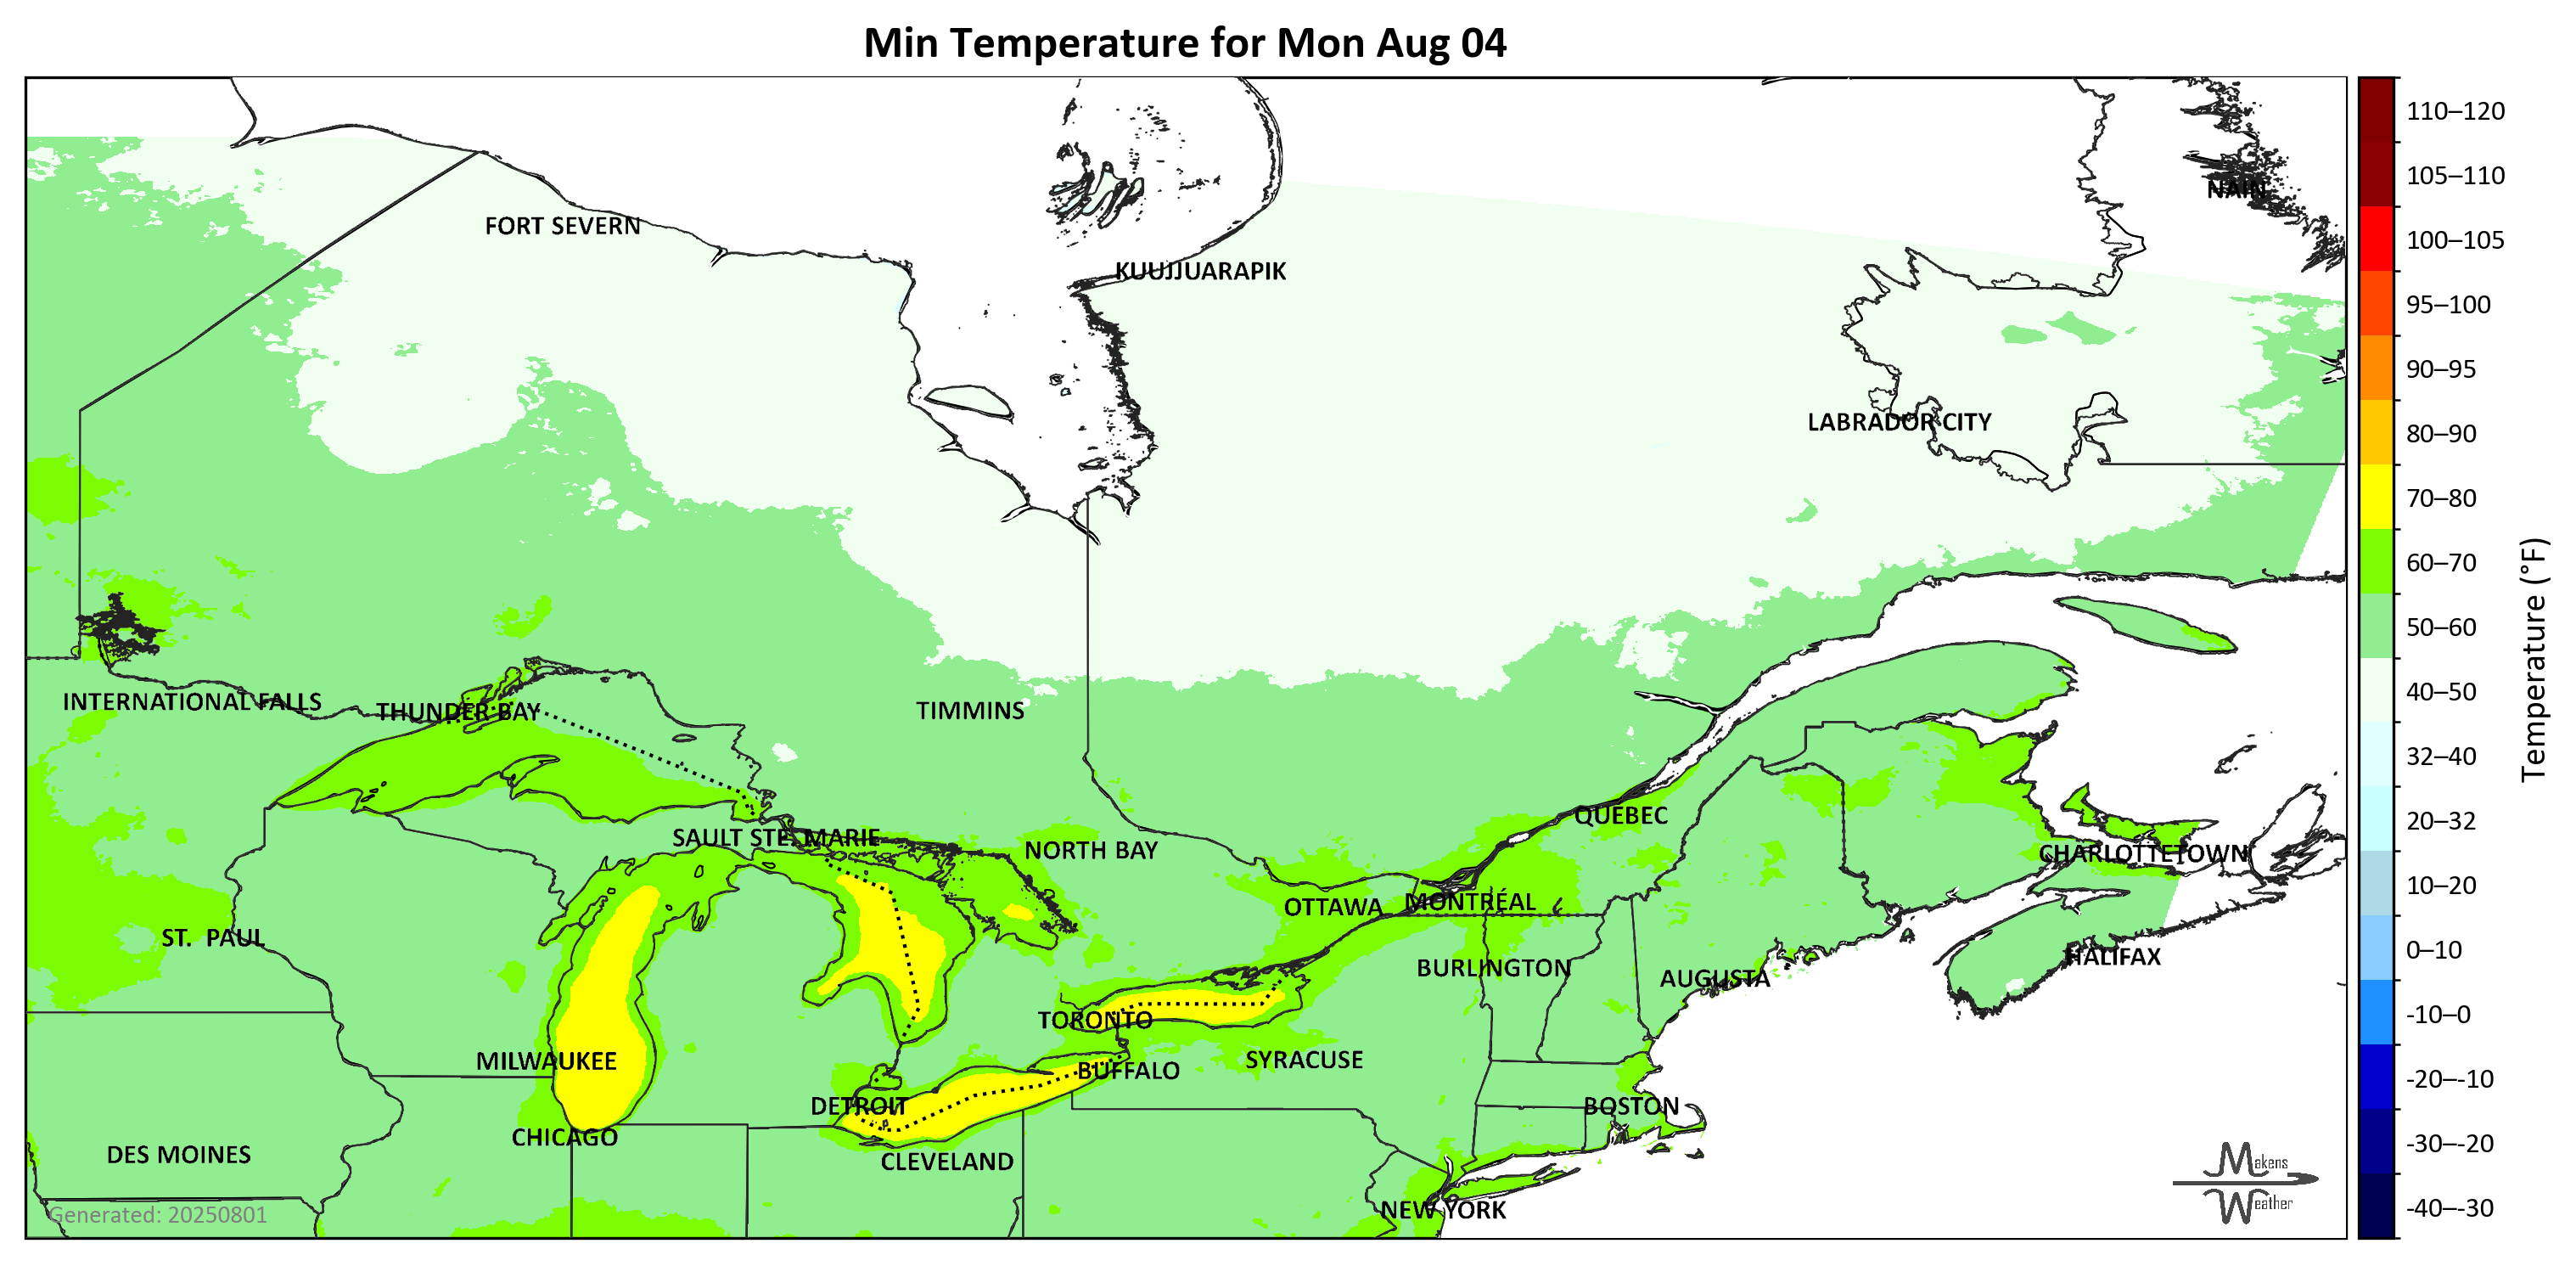 Min Temperature for Mon Aug 04
NAIN
FORT SEVERN
KUUJJUARAPIK
LABRADOR CITY
INTERNATIONAL FALLS
THUNDER BAY
TIMMINS
QUÉBEC
SAULT STE. MARIE
NORTH BAY
CHARLOTTETOWN
OTTAWA
MONTRÉAL
ST. PAUL
HALIFAX
BURLINGTON
AUGUSTA
TORONTO
MILWAUKEE
SYRACUSE
BUFFALO
DETROIT
BOSTON
CHICAGO
DES MOINES
CLEVELAND
NEW YORK
Generated: 20250801
Makens
Weather
110–120
105–110
100–105
95–100
90–95
80–90
70–80
60–70
50–60
40–50
32–40
20–32
10–20
0–10
-10–0
-20–-10
-30–-20
-40–-30
Temperature (°F)